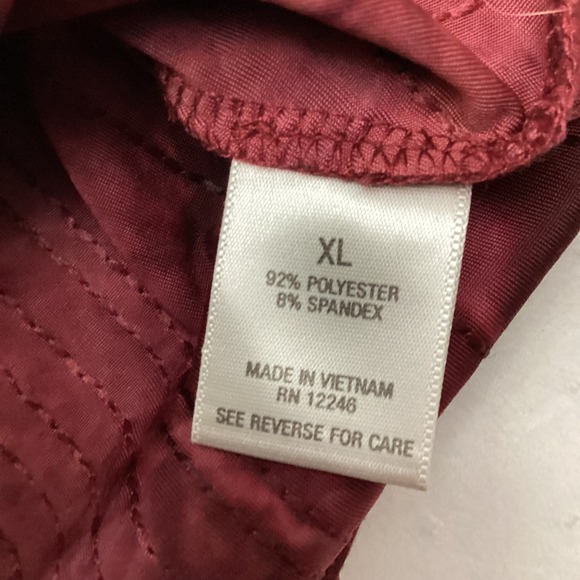 XL
92% POLYESTER
8% SPANDEX
MADE IN VIETNAM
RN 12246
SEE REVERSE FOR CARE